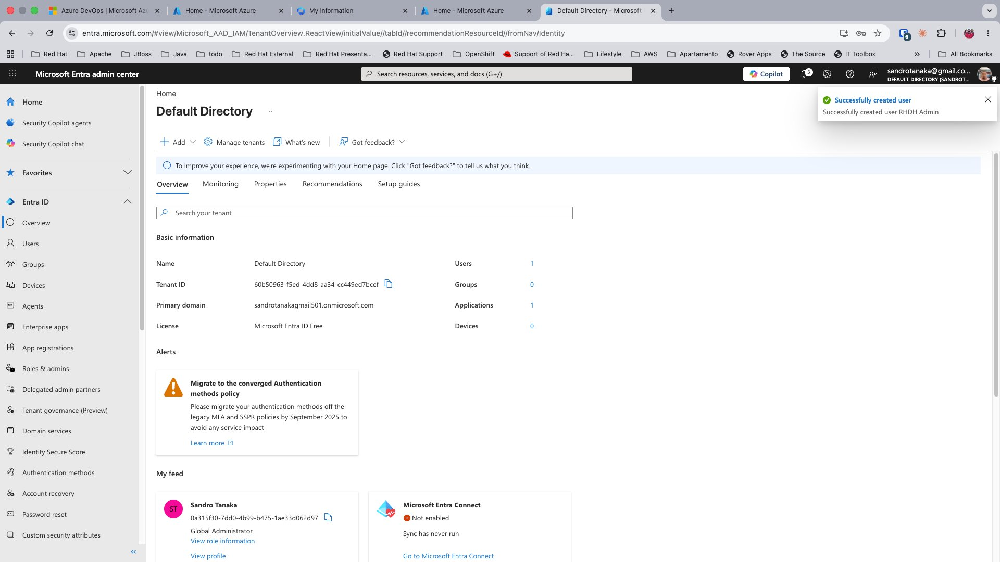 Azure DevOps | Microsoft Az
Home - Microsoft Azure
My Information
Home - Microsoft Azure
Default Directory - Microsoft
entra.microsoft.com/#view/Microsoft_AAD_IAM/TenantOverview.ReactView/initialValue//tabId//recommendationResourceId//fromNav/Identity
6
Red Hat
Apache
JBoss
Java
todo
Red Hat External
Red Hat Presenta...
Red Hat Support
OpenShift
Support of Red Ha...
Lifestyle
AWS
Apartamento
Rover Apps
The Source
IT Toolbox
All Bookmarks
Microsoft Entra admin center
Search resources, services, and docs (G+/)
Copilot
3
sandrotanaka@gmail.co...
DEFAULT DIRECTORY (SANDROT...
Successfully created user
Successfully created user RHDH Admin
Home
Security Copilot agents
Security Copilot chat
Favorites
Entra ID
Overview
Users
Groups
Devices
Agents
Enterprise apps
App registrations
Roles & admins
Delegated admin partners
Tenant governance (Preview)
Domain services
Identity Secure Score
Authentication methods
Account recovery
Password reset
Custom security attributes
Home
Default Directory ...
Add
Manage tenants
What's new
Got feedback?
To improve your experience, we're experimenting with your Home page. Click "Got feedback?" to tell us what you think.
Overview
Monitoring
Properties
Recommendations
Setup guides
Search your tenant
Basic information
Name Default Directory Users 1
Tenant ID 60b50963-f5ed-4dd8-aa34-cc449ed7bcef Groups 0
Primary domain sandrotanakagmail501.onmicrosoft.com Applications 1
License Microsoft Entra ID Free Devices 0
Alerts
Migrate to the converged Authentication
methods policy
Please migrate your authentication methods off the
legacy MFA and SSPR policies by September 2025 to
avoid any service impact
Learn more
My feed
ST
Sandro Tanaka
0a315f30-7dd0-4b99-b475-1ae33d062d97
Global Administrator
View role information
View profile
Microsoft Entra Connect
Not enabled
Sync has never run
Go to Microsoft Entra Connect